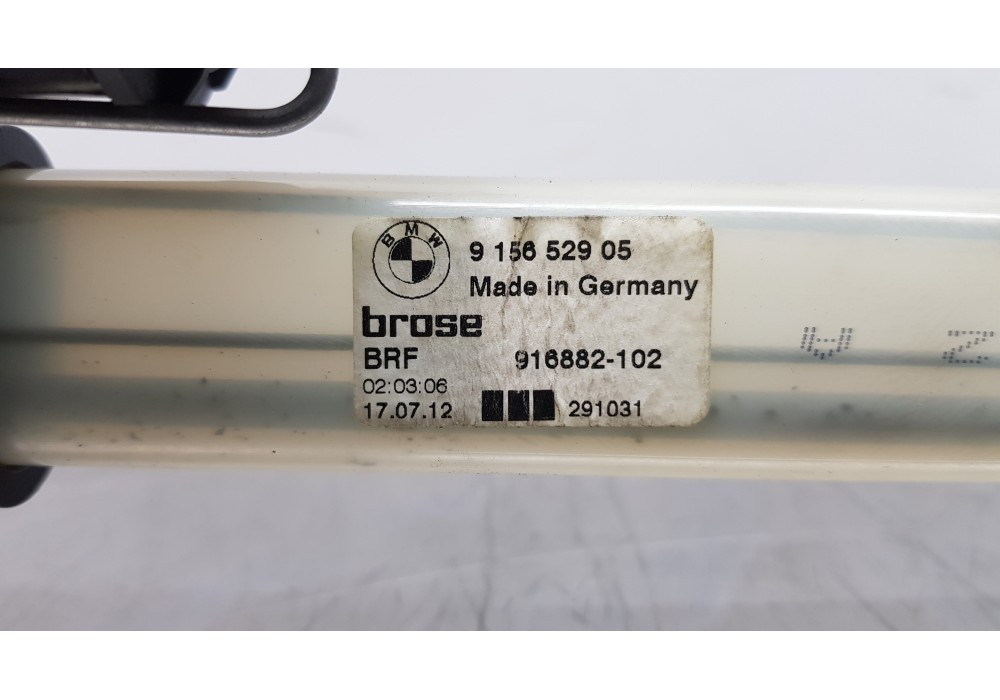 BMW
9 156 529 05
Made in Germany
brose
BRF 916882-102
02:03:06
17.07.12 291031